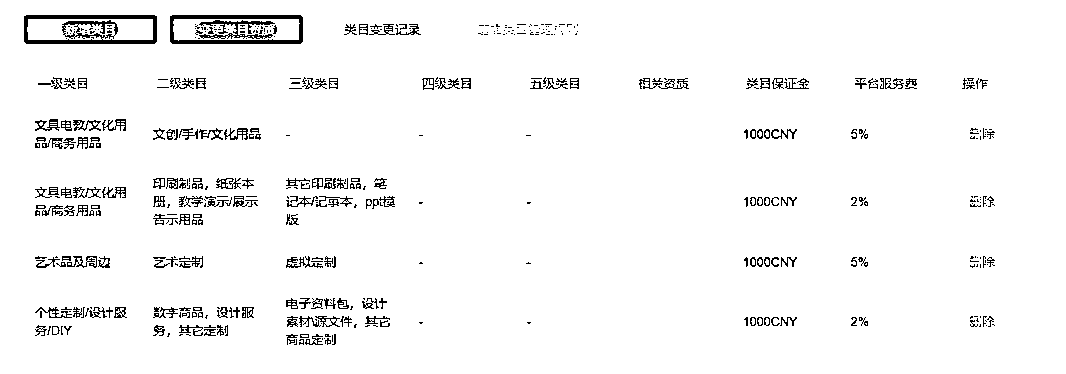 新增类目 变更类目资质 类目变更记录
一级类目 二级类目 三级类目 四级类目 五级类目 相关资质 类目保证金 平台服务费 操作
文具电教/文化用
品/商务用品 文创/手作/文化用品 - - - 1000CNY 5% 删除
文具电教/文化用
品/商务用品
印刷制品，纸张本
册，教学演示/展示
告示用品
其它印刷制品，笔
记本/记事本，ppt模
版
- - 1000CNY 2% 删除
艺术品及周边 艺术定制 虚拟定制 - - 1000CNY 5% 删除
个性定制/设计服
务/DIY
数字商品，设计服
务，其它定制
电子资料包，设计
素材\源文件，其它
商品定制
- - 1000CNY 2% 删除